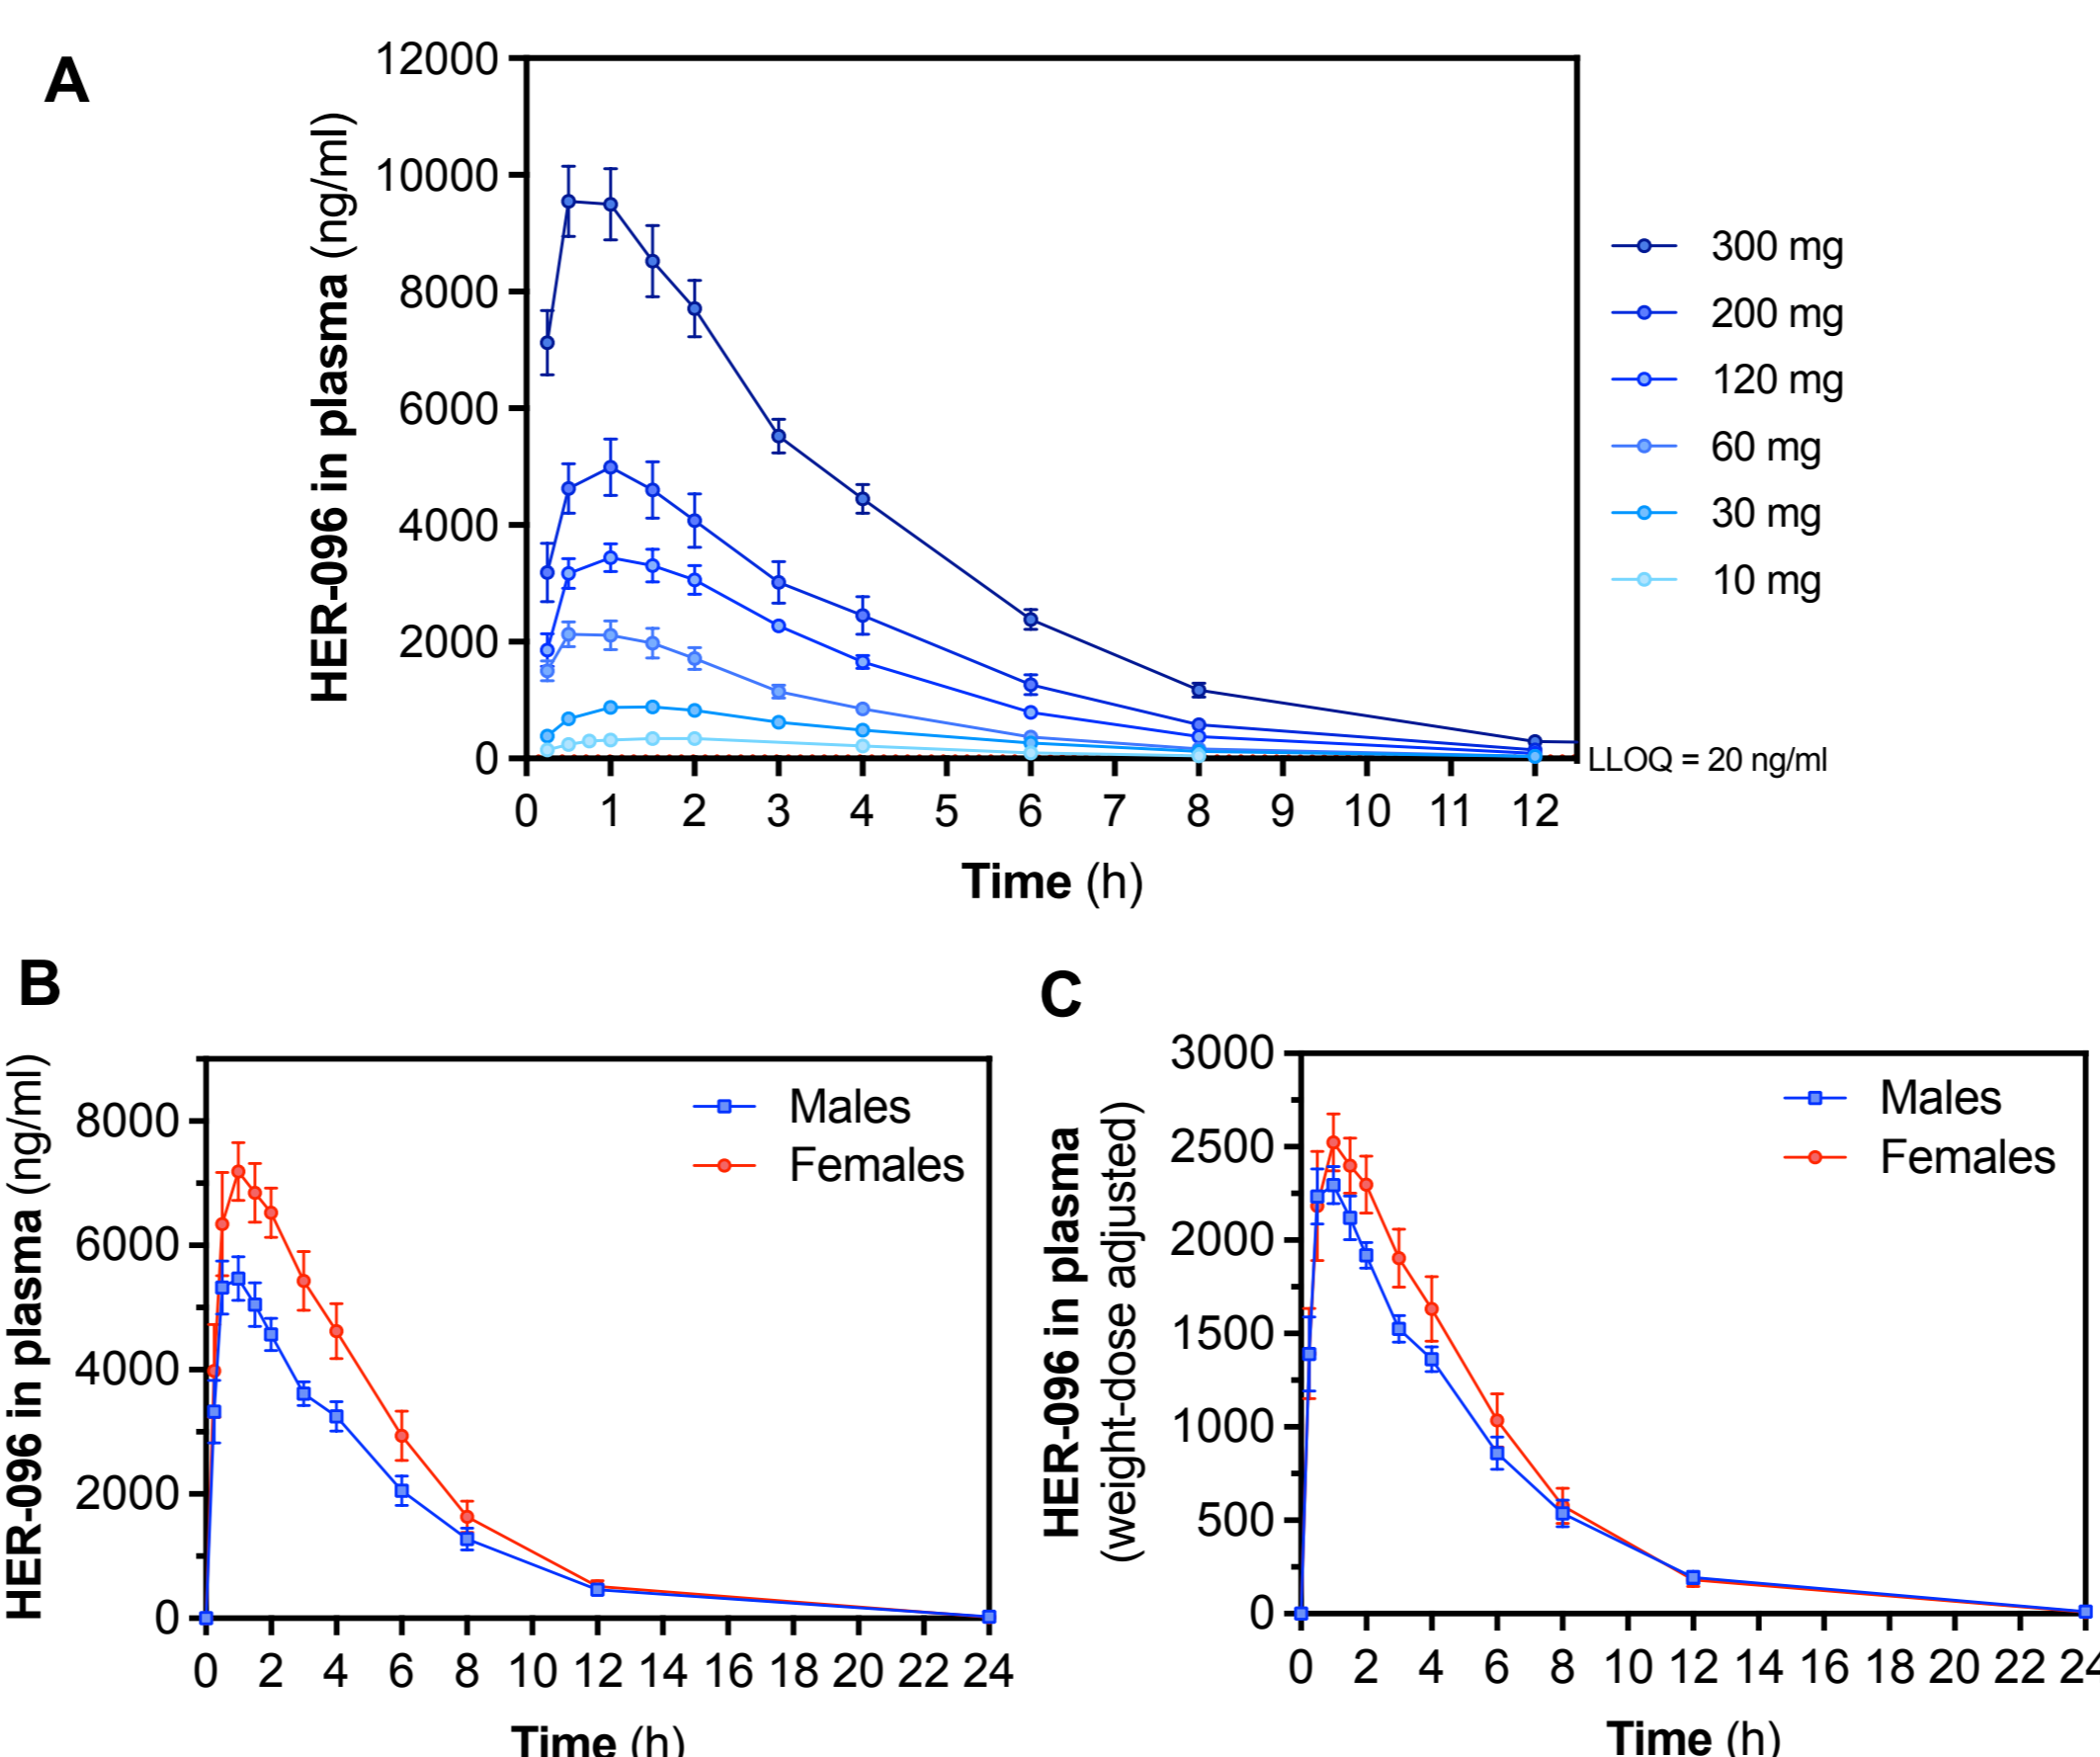 A
HER-096 in plasma (ng/ml)
12000
10000
8000
6000
4000
2000
0
0 1 2 3 4 5 6 7 8 9 10 11 12
Time (h)
300 mg
200 mg
120 mg
60 mg
30 mg
10 mg
LLOQ = 20 ng/ml
B
HER-096 in plasma (ng/ml)
8000
6000
4000
2000
0
0 2 4 6 8 10 12 14 16 18 20 22 24
Time (h)
Males
Females
C
HER-096 in plasma
(weight-dose adjusted)
3000
2500
2000
1500
1000
500
0
0 2 4 6 8 10 12 14 16 18 20 22 24
Time (h)
Males
Females